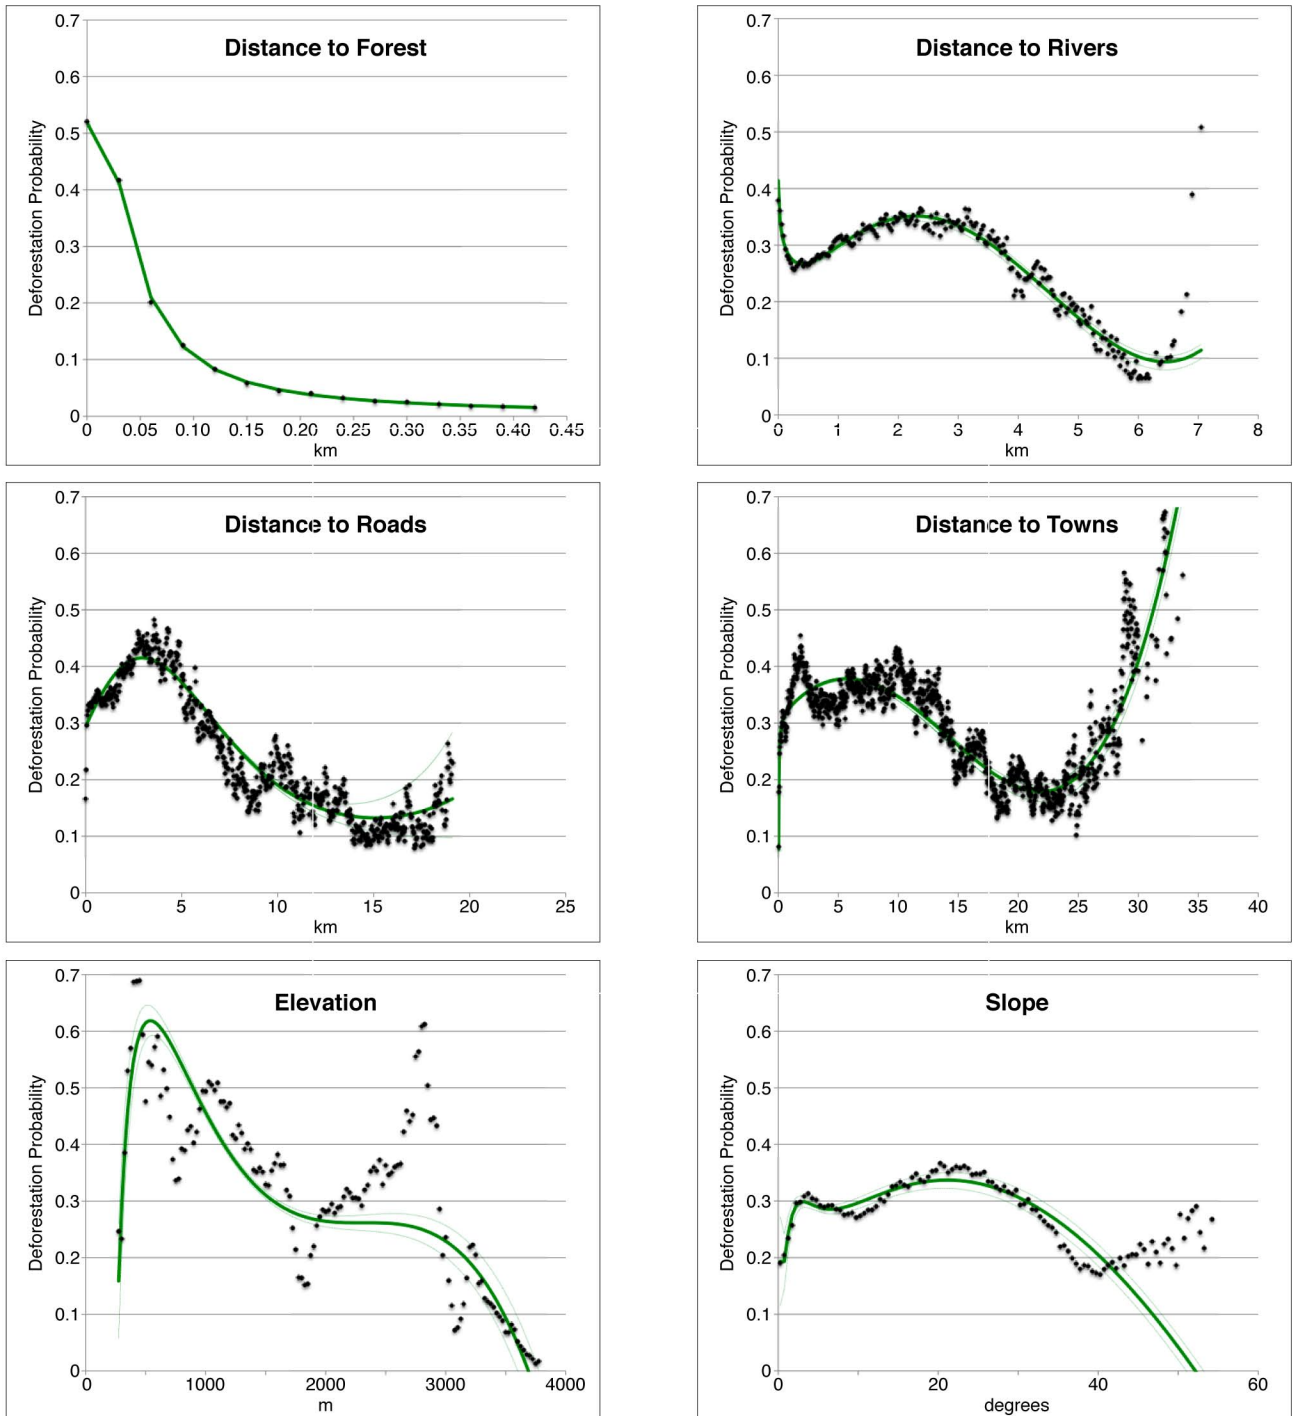 Distance to Forest
Deforestation Probability
0.7
0.6
0.5
0.4
0.3
0.2
0.1
0
0 0.05 0.10 0.15 0.20 0.25 0.30 0.35 0.40 0.45
km
Distance to Rivers
Deforestation Probability
0.7
0.6
0.5
0.4
0.3
0.2
0.1
0
0 1 2 3 4 5 6 7 8
km
Distance to Roads
Deforestation Probability
0.7
0.6
0.5
0.4
0.3
0.2
0.1
0
0 5 10 15 20 25
km
Distance to Towns
Deforestation Probability
0.7
0.6
0.5
0.4
0.3
0.2
0.1
0
0 5 10 15 20 25 30 35 40
km
Elevation
Deforestation Probability
0.7
0.6
0.5
0.4
0.3
0.2
0.1
0
0 1000 2000 3000 4000
m
Slope
Deforestation Probability
0.7
0.6
0.5
0.4
0.3
0.2
0.1
0
0 20 40 60
degrees